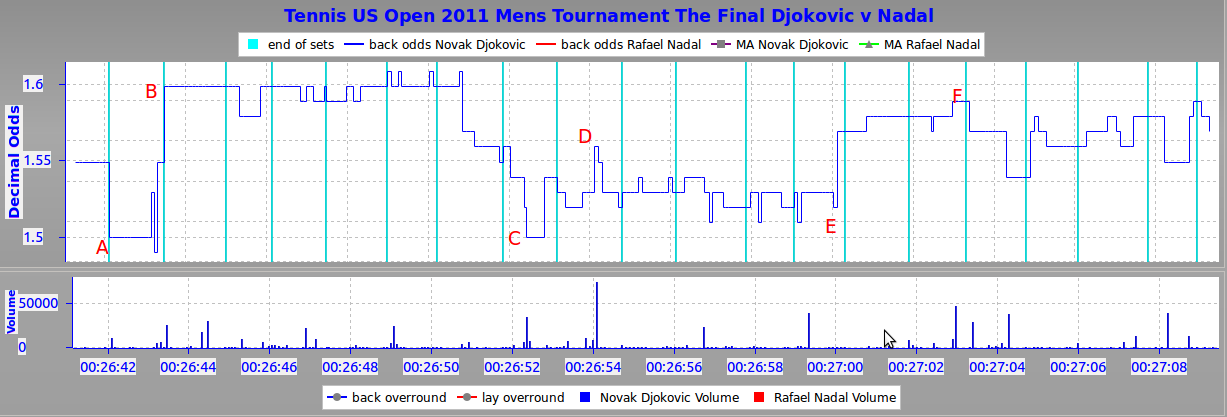 Tennis US Open 2011 Mens Tournament The Final Djokovic v Nadal
end of sets back odds Novak Djokovic back odds Rafael Nadal MA Novak Djokovic MA Rafael Nadal
Decimal Odds
1.6
1.55
1.5
A
B
C
D
E
F
Volume
50000
0
00:26:42 00:26:44 00:26:46 00:26:48 00:26:50 00:26:52 00:26:54 00:26:56 00:26:58 00:27:00 00:27:02 00:27:04 00:27:06 00:27:08
back overround lay overround Novak Djokovic Volume Rafael Nadal Volume